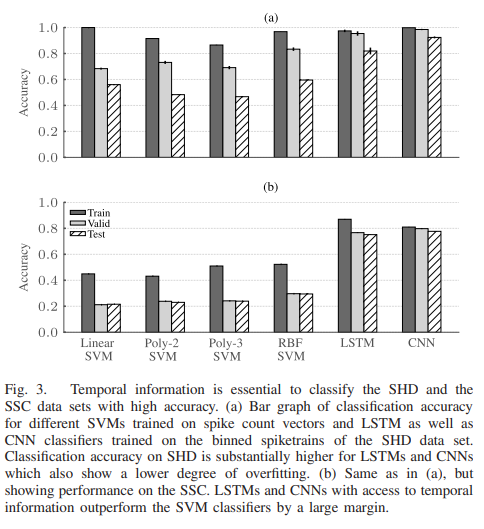 (a)
1.0
0.8
0.6
0.4
0.2
0.0
Accuracy
(b)
1.0
0.8
0.6
0.4
0.2
0.0
Accuracy
Train
Valid
Test
Linear SVM
Poly-2 SVM
Poly-3 SVM
RBF SVM
LSTM
CNN
Fig. 3. Temporal information is essential to classify the SHD and the
SSC data sets with high accuracy. (a) Bar graph of classification accuracy
for different SVMs trained on spike count vectors and LSTM as well as
CNN classifiers trained on the binned spiketrains of the SHD data set.
Classification accuracy on SHD is substantially higher for LSTMs and CNNs
which also show a lower degree of overfitting. (b) Same as in (a), but
showing performance on the SSC. LSTMs and CNNs with access to temporal
information outperform the SVM classifiers by a large margin.